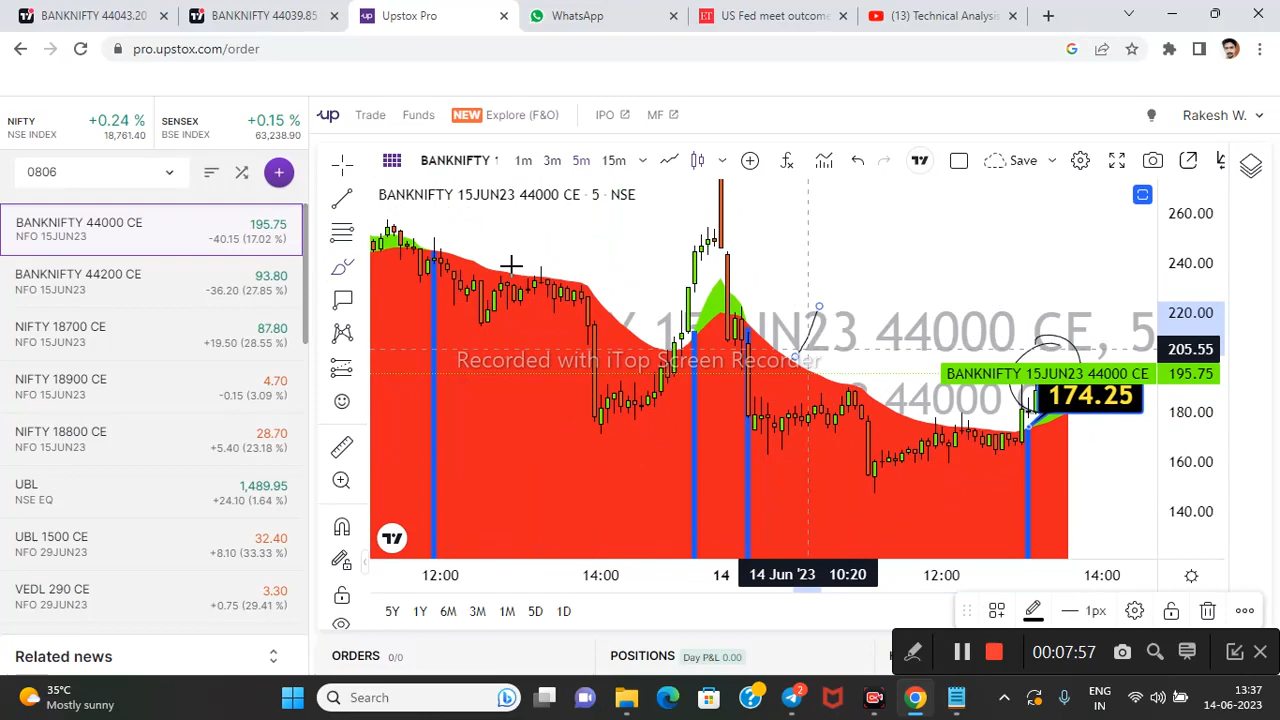 BANKNIFTY 44043.20
BANKNIFTY 44039.85
Upstox Pro
WhatsApp
US Fed meet outcome
(13) Technical Analysis
pro.upstox.com/order
NIFTY +0.24 %
NSE INDEX 18,761.40
SENSEX +0.15 %
BSE INDEX 63,238.90
up Trade Funds NEW Explore (F&O) IPO MF
Rakesh W.
0806
BANKNIFTY 1 1m 3m 5m 15m Save
BANKNIFTY 15JUN23 44000 CE · 5 · NSE
BANKNIFTY 44000 CE 195.75
NFO 15JUN23 -40.15 (17.02 %)
BANKNIFTY 44200 CE 93.80
NFO 15JUN23 -36.20 (27.85 %)
NIFTY 18700 CE 87.80
NFO 15JUN23 +19.50 (28.55 %)
NIFTY 18900 CE 4.70
NFO 15JUN23 -0.15 (3.09 %)
NIFTY 18800 CE 28.70
NFO 15JUN23 +5.40 (23.18 %)
UBL 1,489.95
NSE EQ +24.10 (1.64 %)
UBL 1500 CE 32.40
NFO 29JUN23 +8.10 (33.33 %)
VEDL 290 CE 3.30
NFO 29JUN23 +0.75 (29.41 %)
Related news
260.00
240.00
220.00
205.55
195.75
180.00
160.00
140.00
44000 CE, 5
44000
Recorded with iTop Screen Recorder
BANKNIFTY 15JUN23 44000 CE
174.25
12:00 14:00 14 14 Jun '23 10:20 12:00 14:00
5Y 1Y 6M 3M 1M 5D 1D
1px
ORDERS 0/0
POSITIONS Day P&L 0.00
00:07:57
35°C
Mostly sunny
Search
2
ENG
IN
13:37
14-06-2023